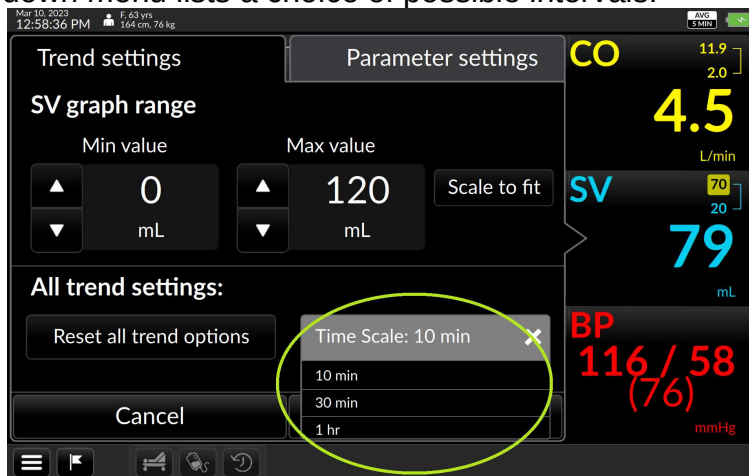 down menu lists a choice of possible intervals.
Mar 10, 2023
12:58:36 PM
F, 63 yrs
164 cm, 76 kg
AVG
5 MIN
Trend settings
Parameter settings
SV graph range
Min value
Max value
0
mL
120
mL
Scale to fit
All trend settings:
Reset all trend options
Time Scale: 10 min
10 min
30 min
1 hr
Cancel
CO
11.9
2.0
4.5
L/min
SV
70
20
79
mL
BP
116 / 58
(76)
mmHg